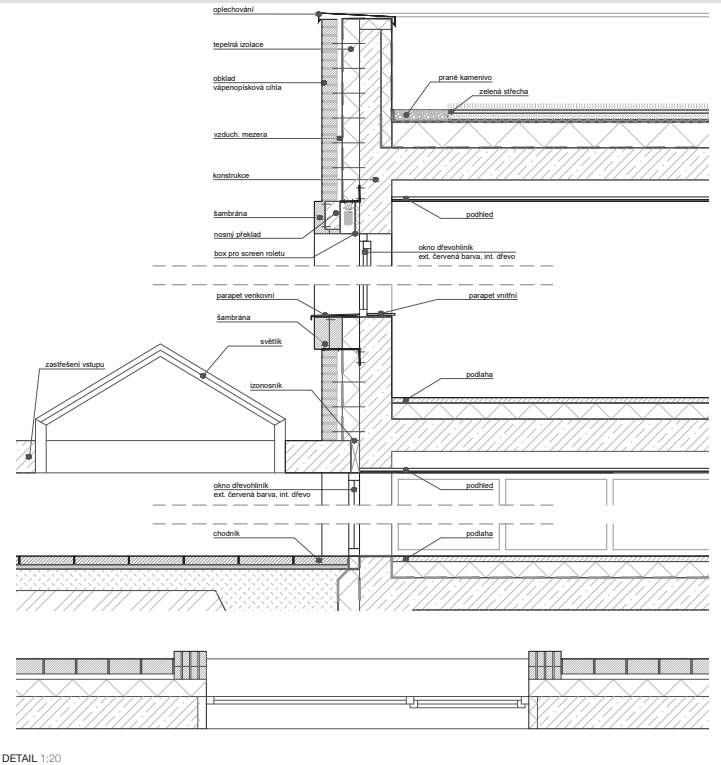 oplechování
tepelná izolace
obklad
vápenopísková cihla
prané kamenivo
zelená střecha
vzduch. mezera
konstrukce
šambrána
podhled
nosný překlad
box pro screen roletu
okno dřevohliník
ext. červená barva, int. dřevo
parapet venkovní
parapet vnitřní
šambrána
světlík
zastřešení vstupu
izonosník
podlaha
okno dřevohliník
ext. červená barva, int. dřevo
podhled
chodník
podlaha
DETAIL 1:20